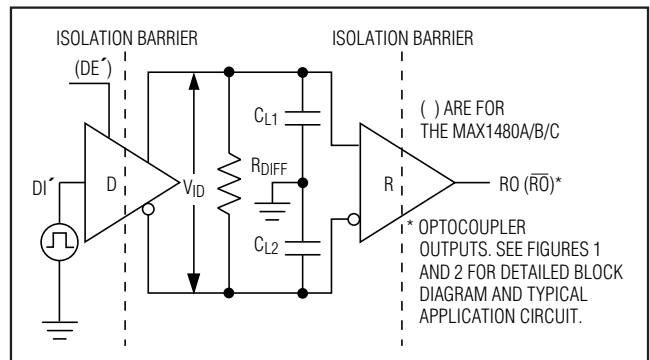 ISOLATION BARRIER
ISOLATION BARRIER
(DE´)
( ) ARE FOR
THE MAX1480A/B/C
CL1
DI´
D
VID
RDIFF
R
RO (R̅O̅)*
* OPTOCOUPLER
OUTPUTS. SEE FIGURES 1
AND 2 FOR DETAILED BLOCK
DIAGRAM AND TYPICAL
APPLICATION CIRCUIT.
CL2